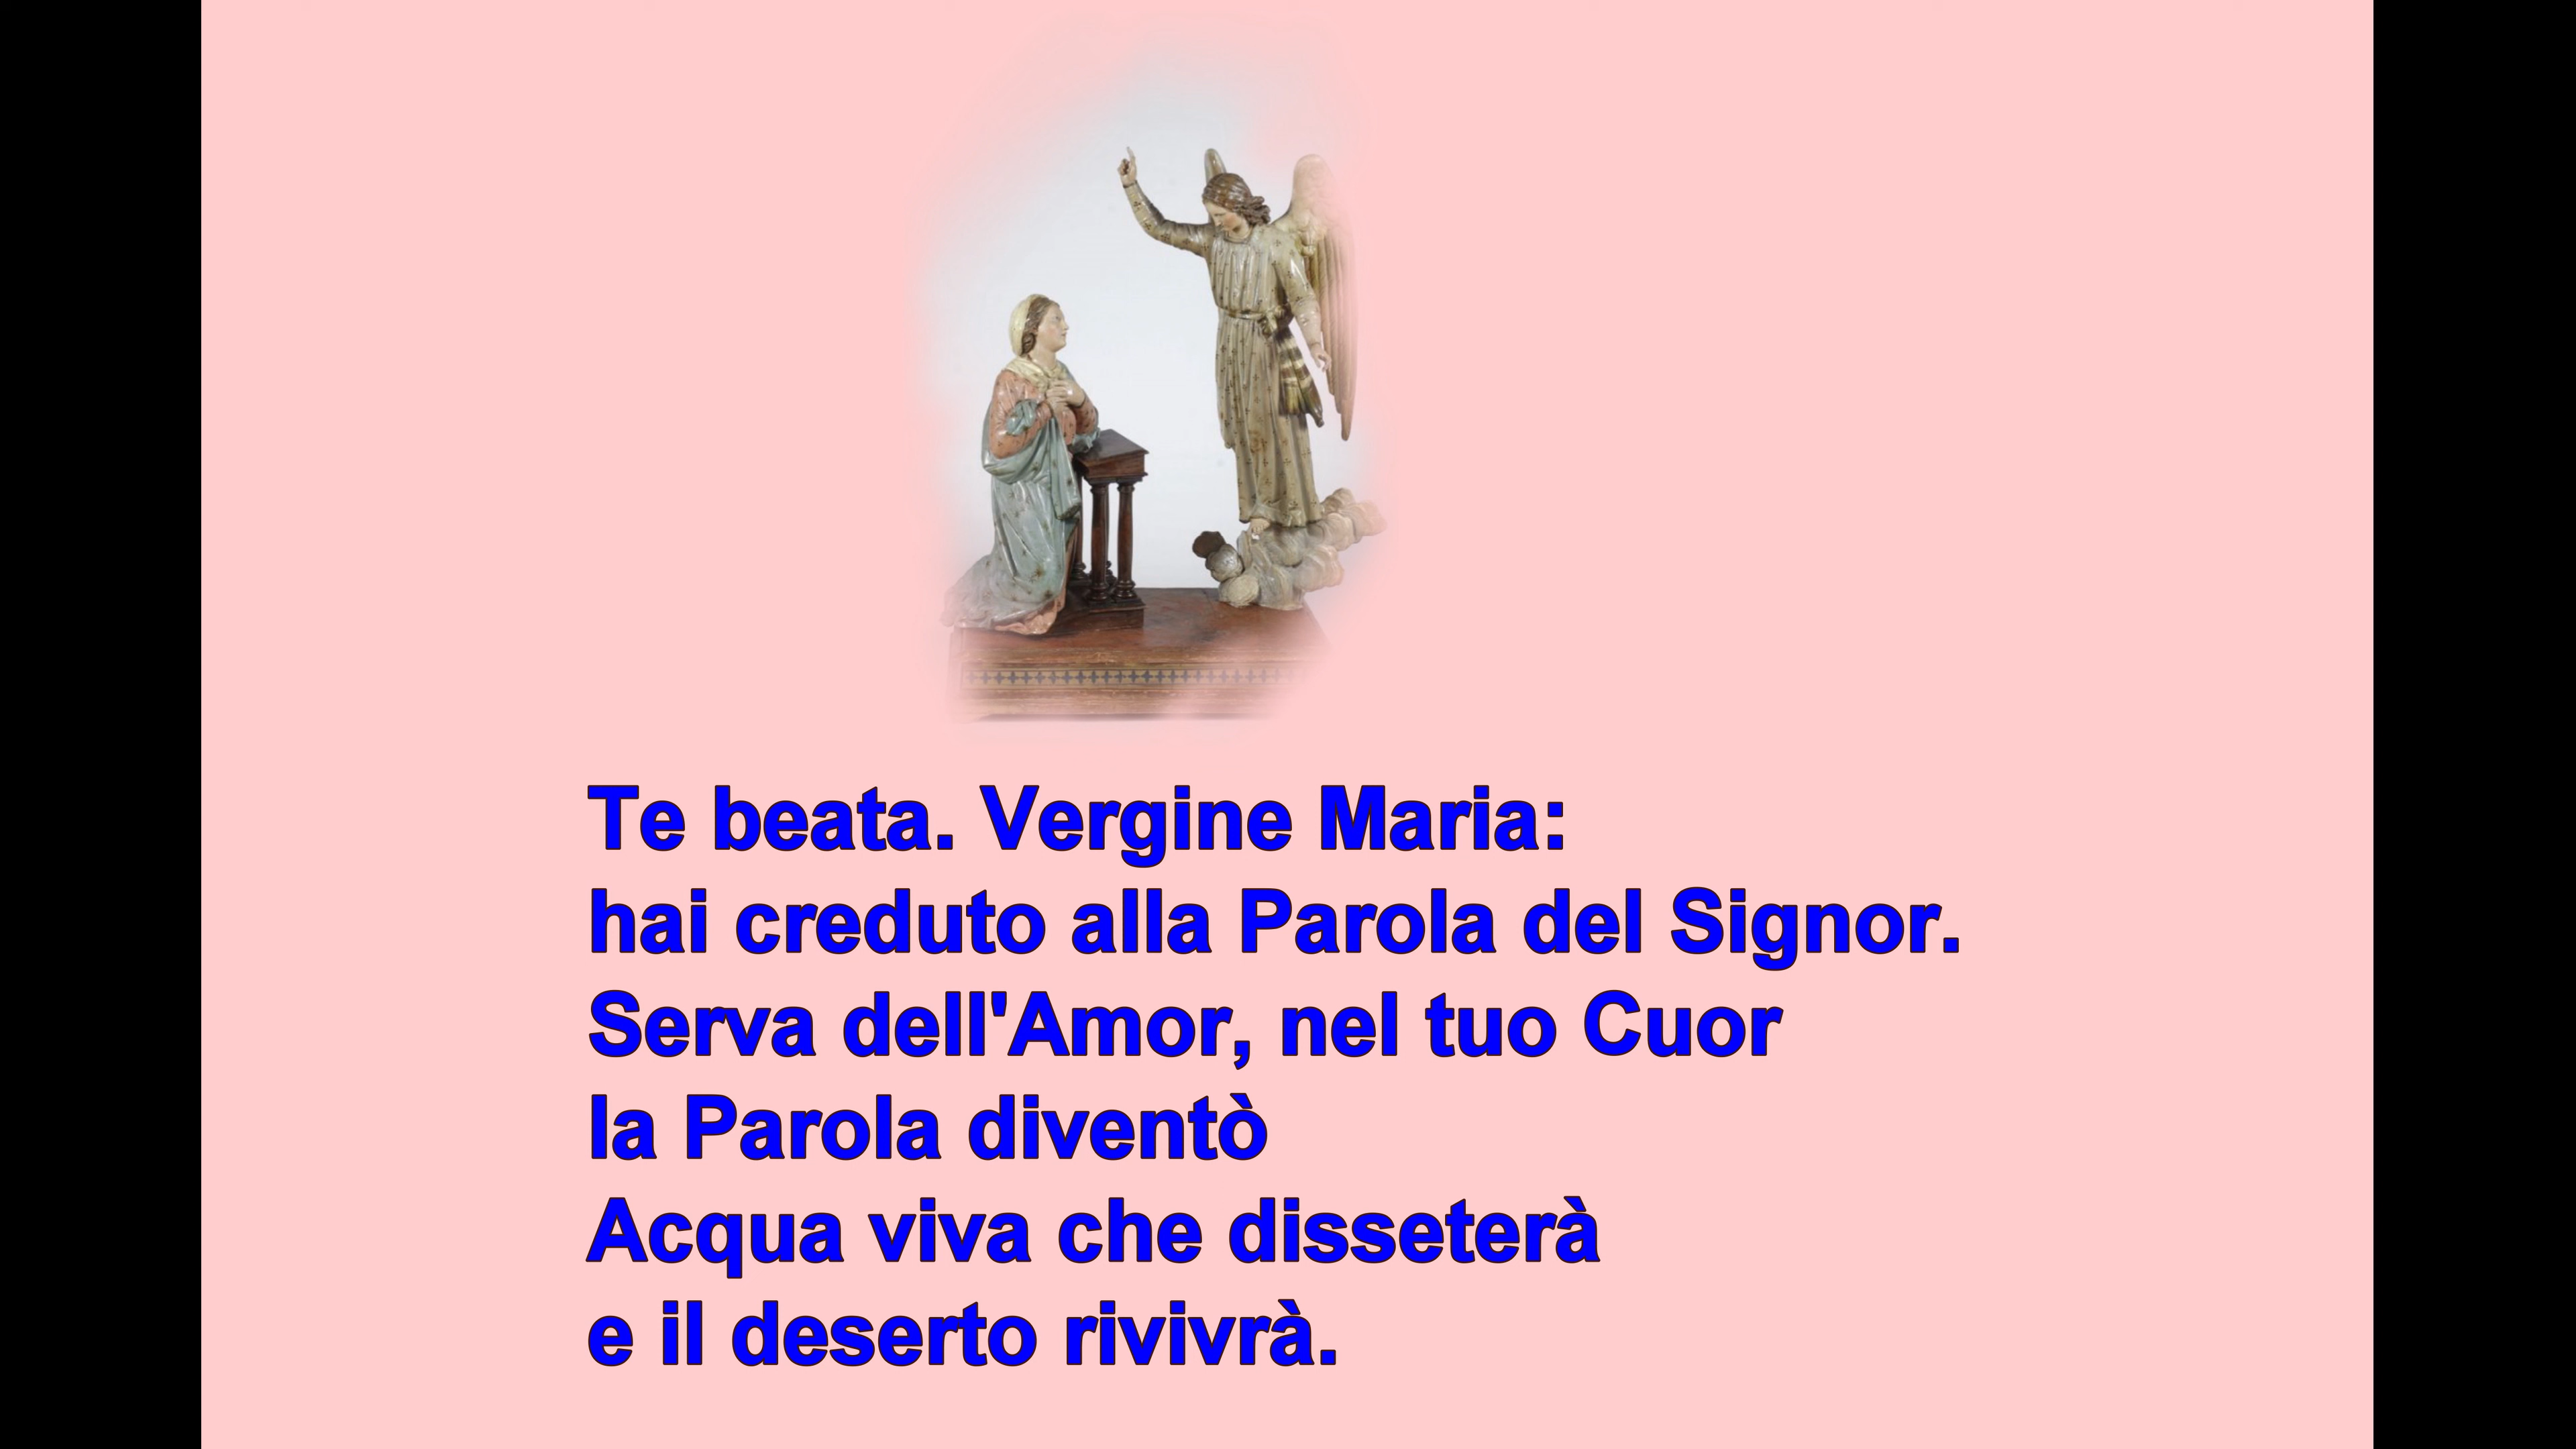 Te beata. Vergine Maria:
hai creduto alla Parola del Signor.
Serva dell'Amor, nel tuo Cuor
la Parola diventò
Acqua viva che disseterà
e il deserto rivivrà.